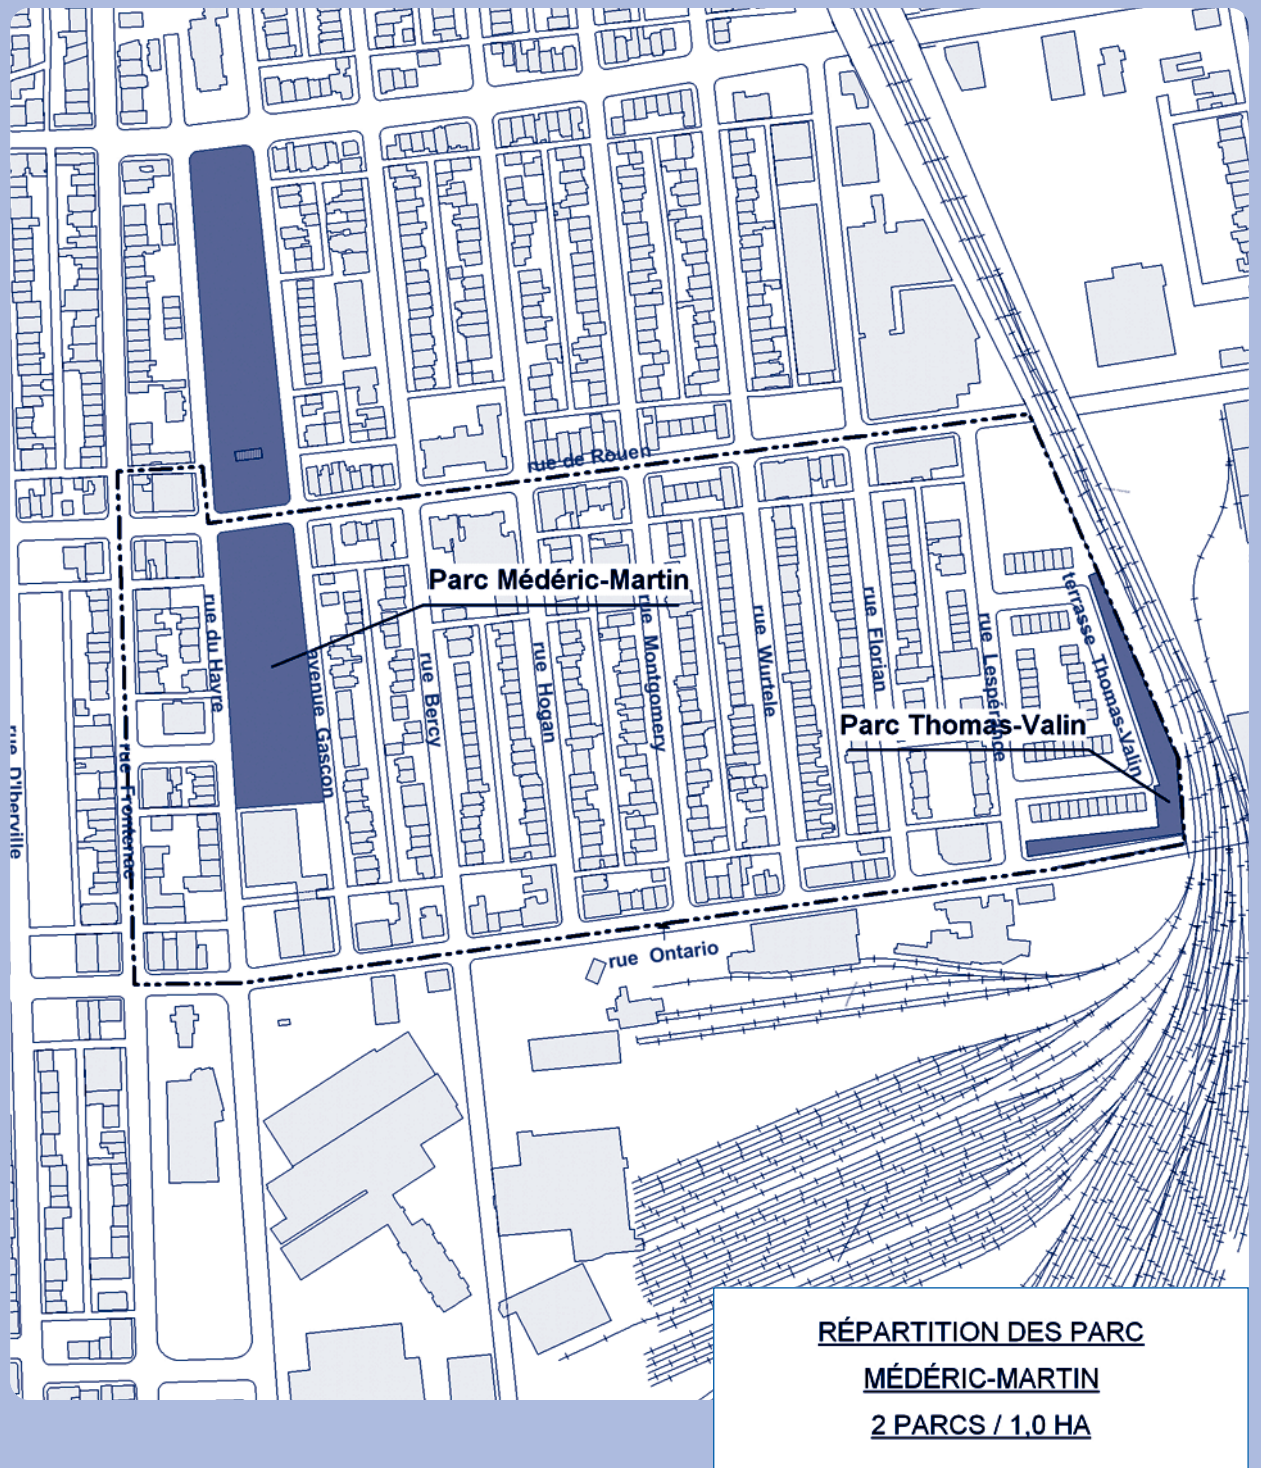 rue de Rouen
Parc Médéric-Martin
rue du Havre
avenue Gascon
rue Bercy
rue Hogan
rue Montgomery
rue Wurtele
rue Florian
rue Lespérance
terrasse Thomas-Valin
Parc Thomas-Valin
rue D'Iberville
rue Frontenac
rue Ontario
RÉPARTITION DES PARC
MÉDÉRIC-MARTIN
2 PARCS / 1,0 HA